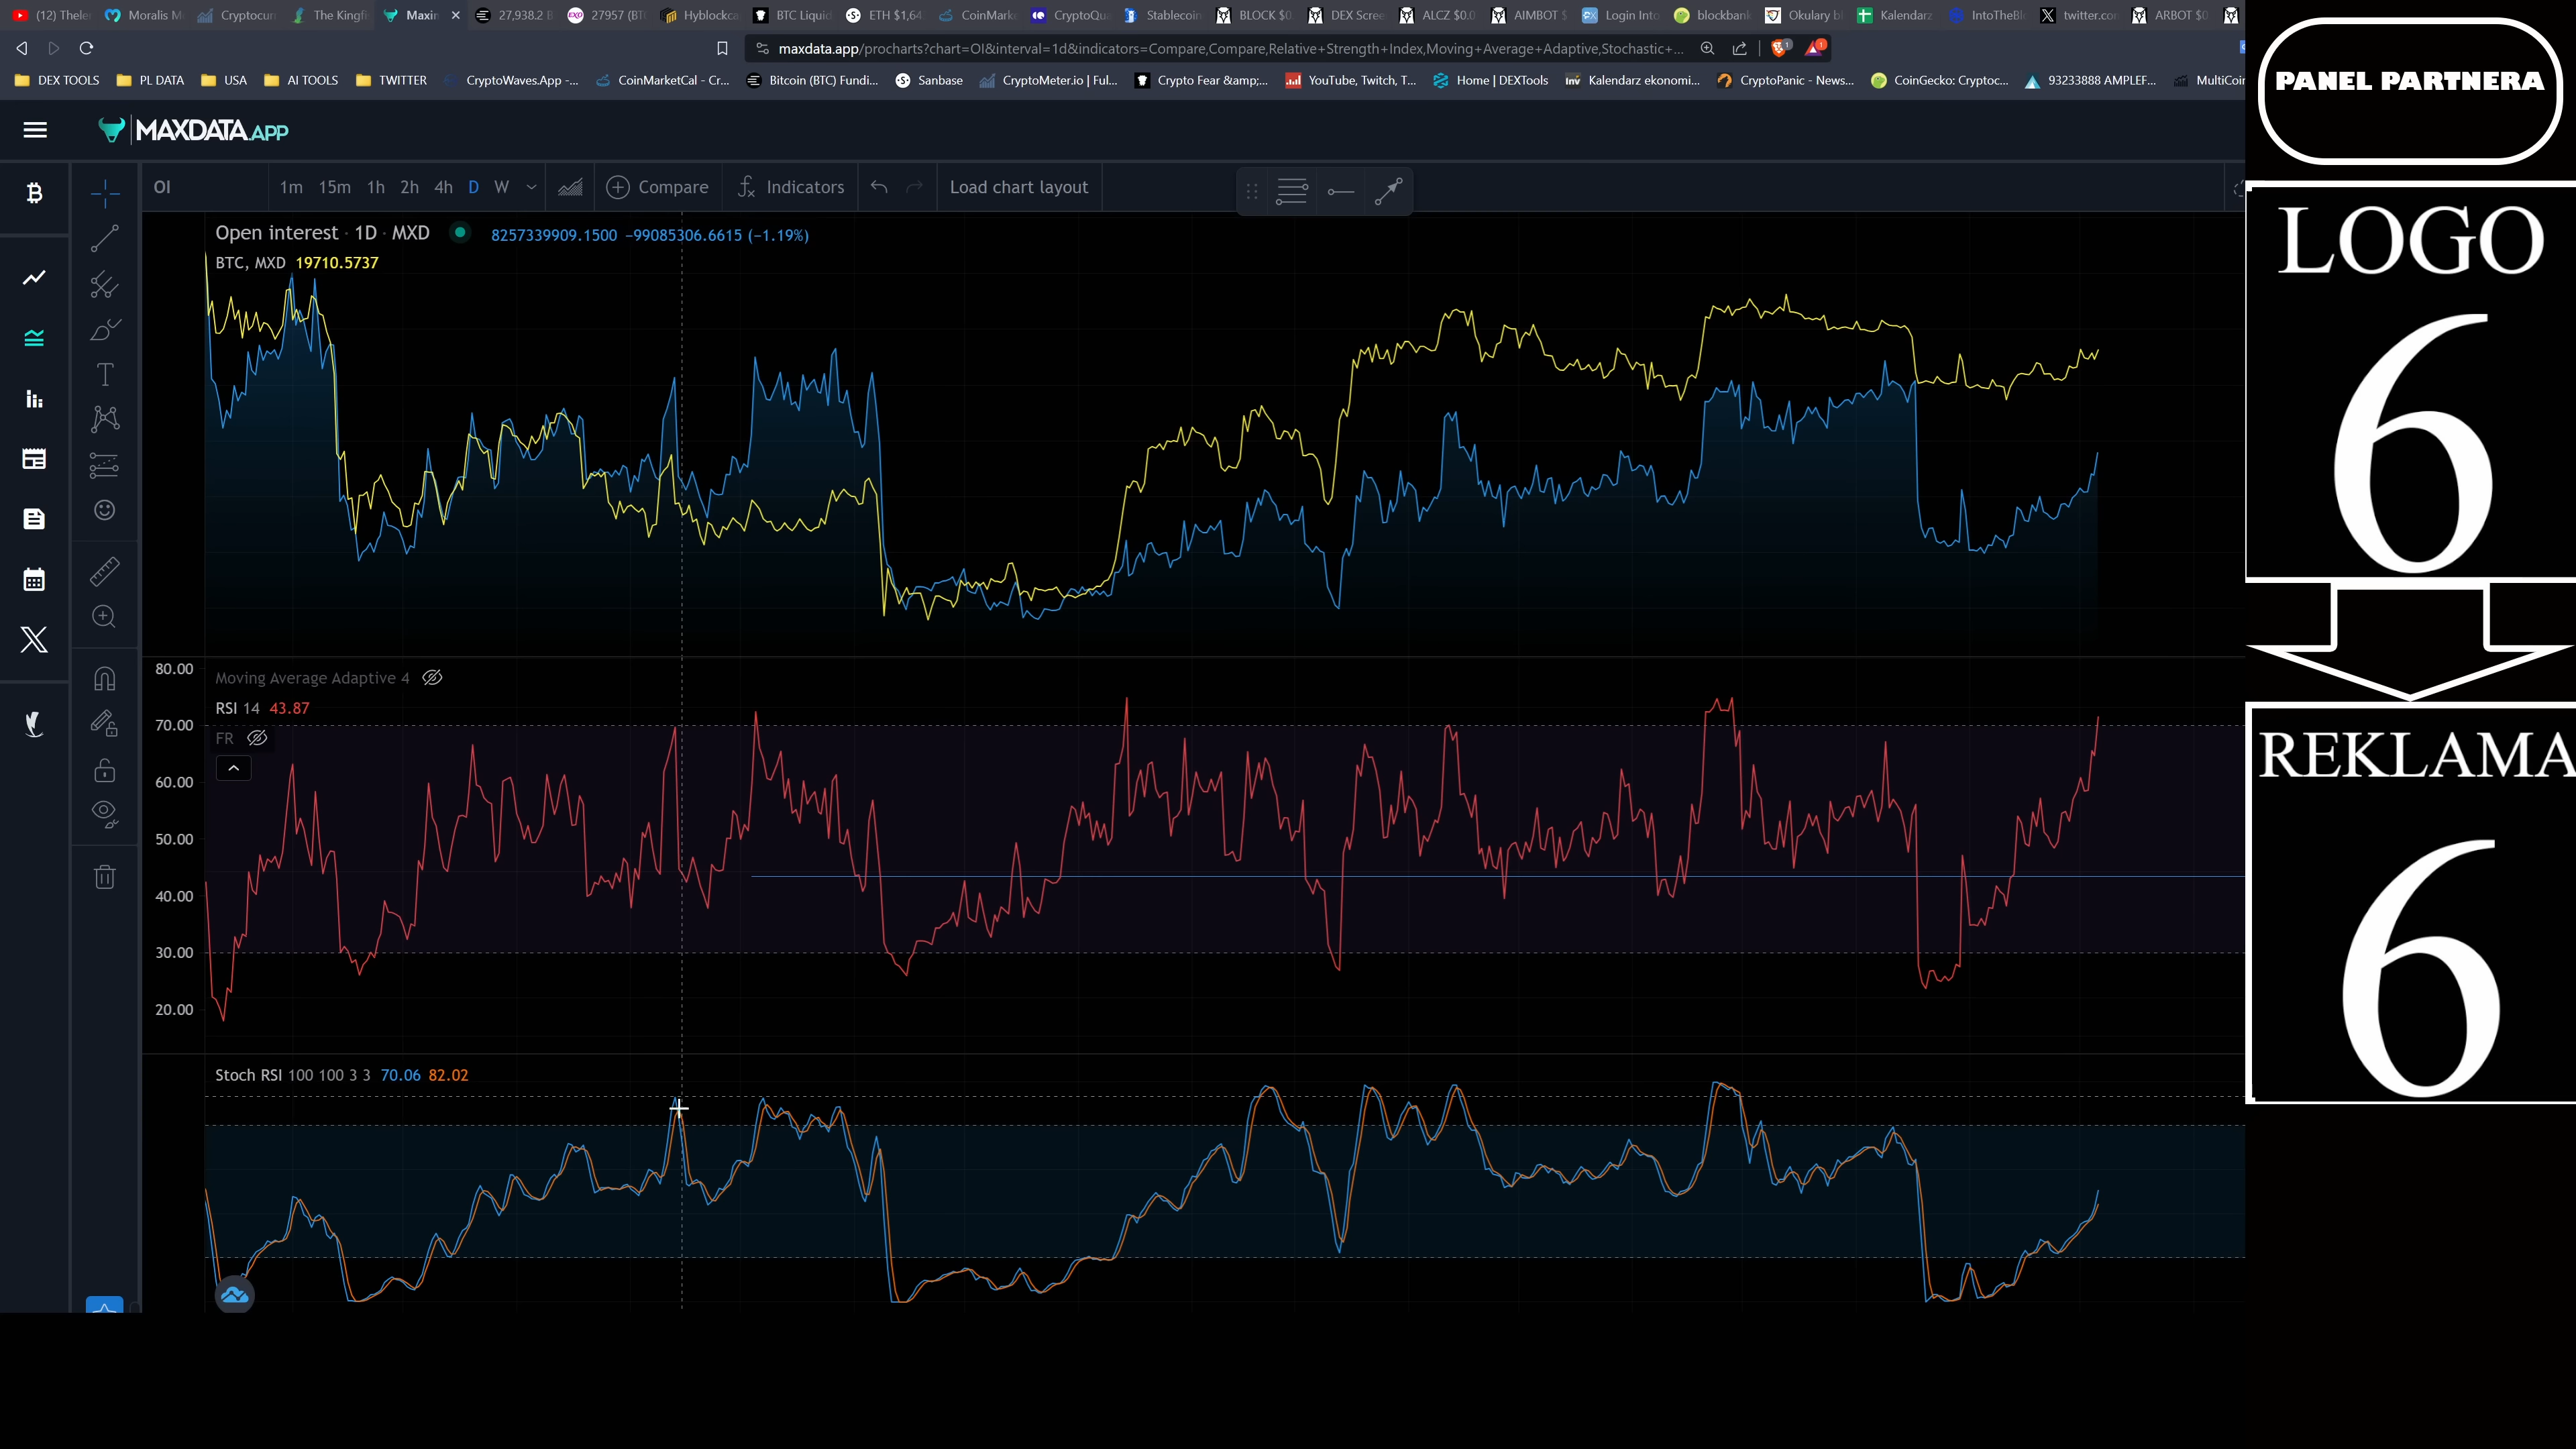 (12) Thele
Moralis M
Cryptocur
The Kingfi
Maxim
27,938.2 B
27957 (BT
Hyblockca
BTC Liquid
ETH $1,64
CoinMark
CryptoQua
Stablecoin
BLOCK $0
DEX Scree
ALCZ $0.0
AIMBOT $
Login Into
blockbank
Okulary bl
Kalendarz
IntoTheBl
twitter.com
ARBOT $0
maxdata.app/procharts?chart=OI&interval=1d&indicators=Compare,Compare,Relative+Strength+Index,Moving+Average+Adaptive,Stochastic+...
DEX TOOLS
PL DATA
USA
AI TOOLS
TWITTER
CryptoWaves.App -...
CoinMarketCal - Cr...
Bitcoin (BTC) Fundi...
Sanbase
CryptoMeter.io | Ful...
Crypto Fear &amp;...
YouTube, Twitch, T...
Home | DEXTools
Kalendarz ekonomi...
CryptoPanic - News...
CoinGecko: Cryptoc...
93233888 AMPLEF...
MultiCoin
PANEL PARTNERA
MAXDATA.APP
OI
1m 15m 1h 2h 4h D W
Compare
Indicators
Load chart layout
LOGO
6
Open interest · 1D · MXD
8257339909.1500 −99085306.6615 (−1.19%)
BTC, MXD 19710.5737
80.00
Moving Average Adaptive 4
RSI 14 43.87
70.00
FR
60.00
50.00
40.00
30.00
20.00
REKLAMA
6
Stoch RSI 100 100 3 3 70.06 82.02